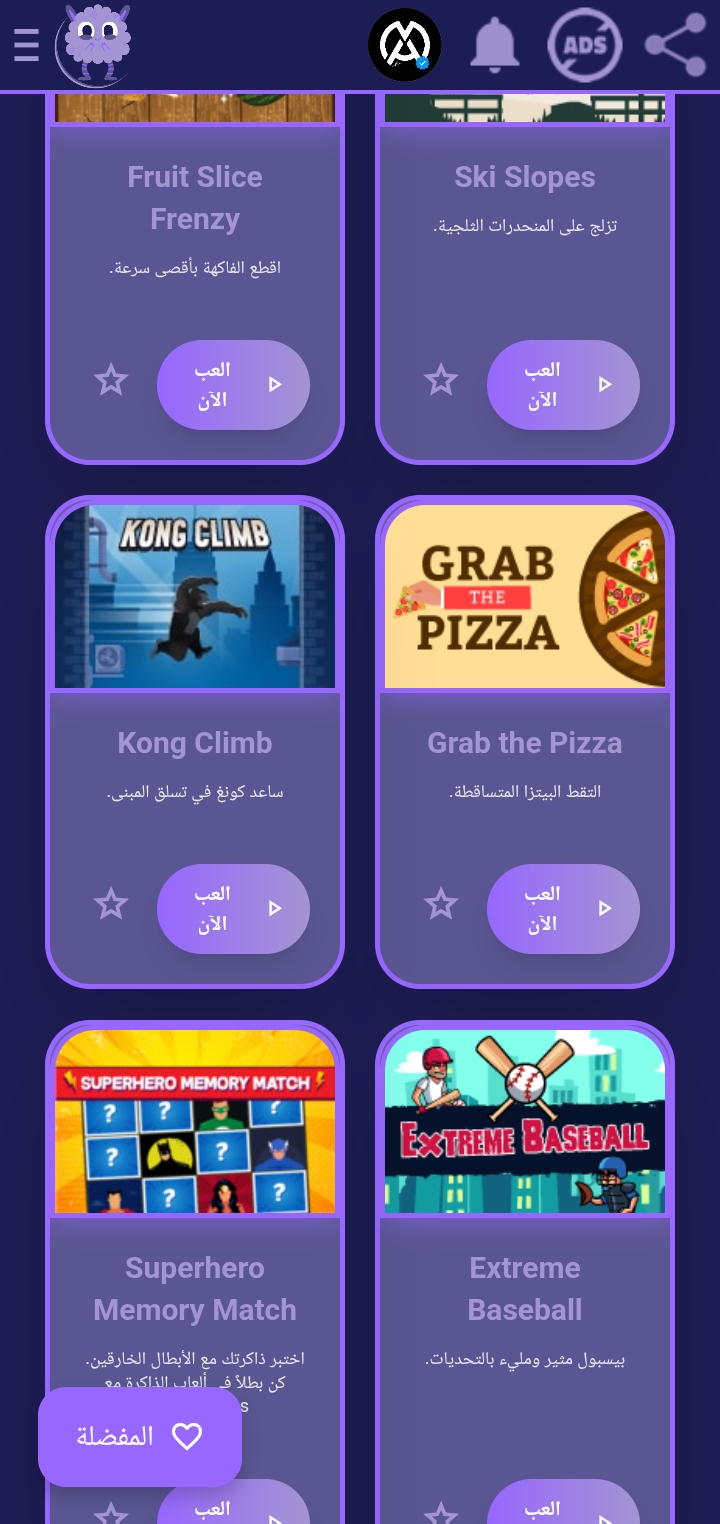 ADS
Fruit Slice
Frenzy
اقطع الفاكهة بأقصى سرعة.
العب
الآن
Ski Slopes
تزلج على المنحدرات الثلجية.
العب
الآن
KONG CLIMB
Kong Climb
ساعد كونغ في تسلق المبنى.
العب
الآن
GRAB
THE
PIZZA
Grab the Pizza
التقط البيتزا المتساقطة.
العب
الآن
SUPERHERO MEMORY MATCH
? ? ?
? ?
?
Superhero
Memory Match
اختبر ذاكرتك مع الأبطال الخارقين.
كن بطلاً في ألعاب الذاكرة مع
s
العب
EXTREME BASEBALL
Extreme
Baseball
بيسبول مثير ومليء بالتحديات.
العب
المفضلة